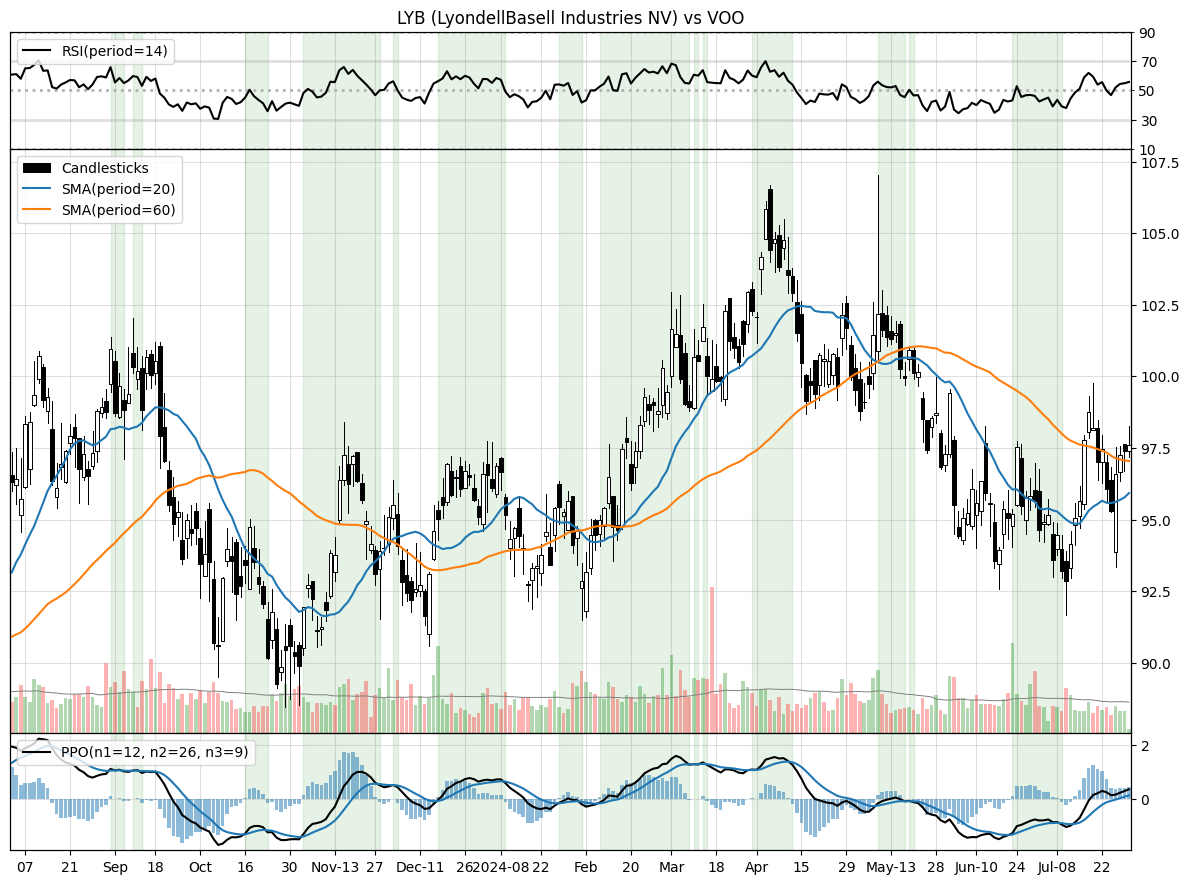 LYB (LyondellBasell Industries NV) vs VOO
RSI(period=14)
90
70
50
30
10
Candlesticks
SMA(period=20)
SMA(period=60)
107.5
105.0
102.5
100.0
97.5
95.0
92.5
90.0
PPO(n1=12, n2=26, n3=9)
2
0
07 21 Sep 18 Oct 16 30 Nov-13 27 Dec-11 26 2024-08 22 Feb 20 Mar 18 Apr 15 29 May-13 28 Jun-10 24 Jul-08 22